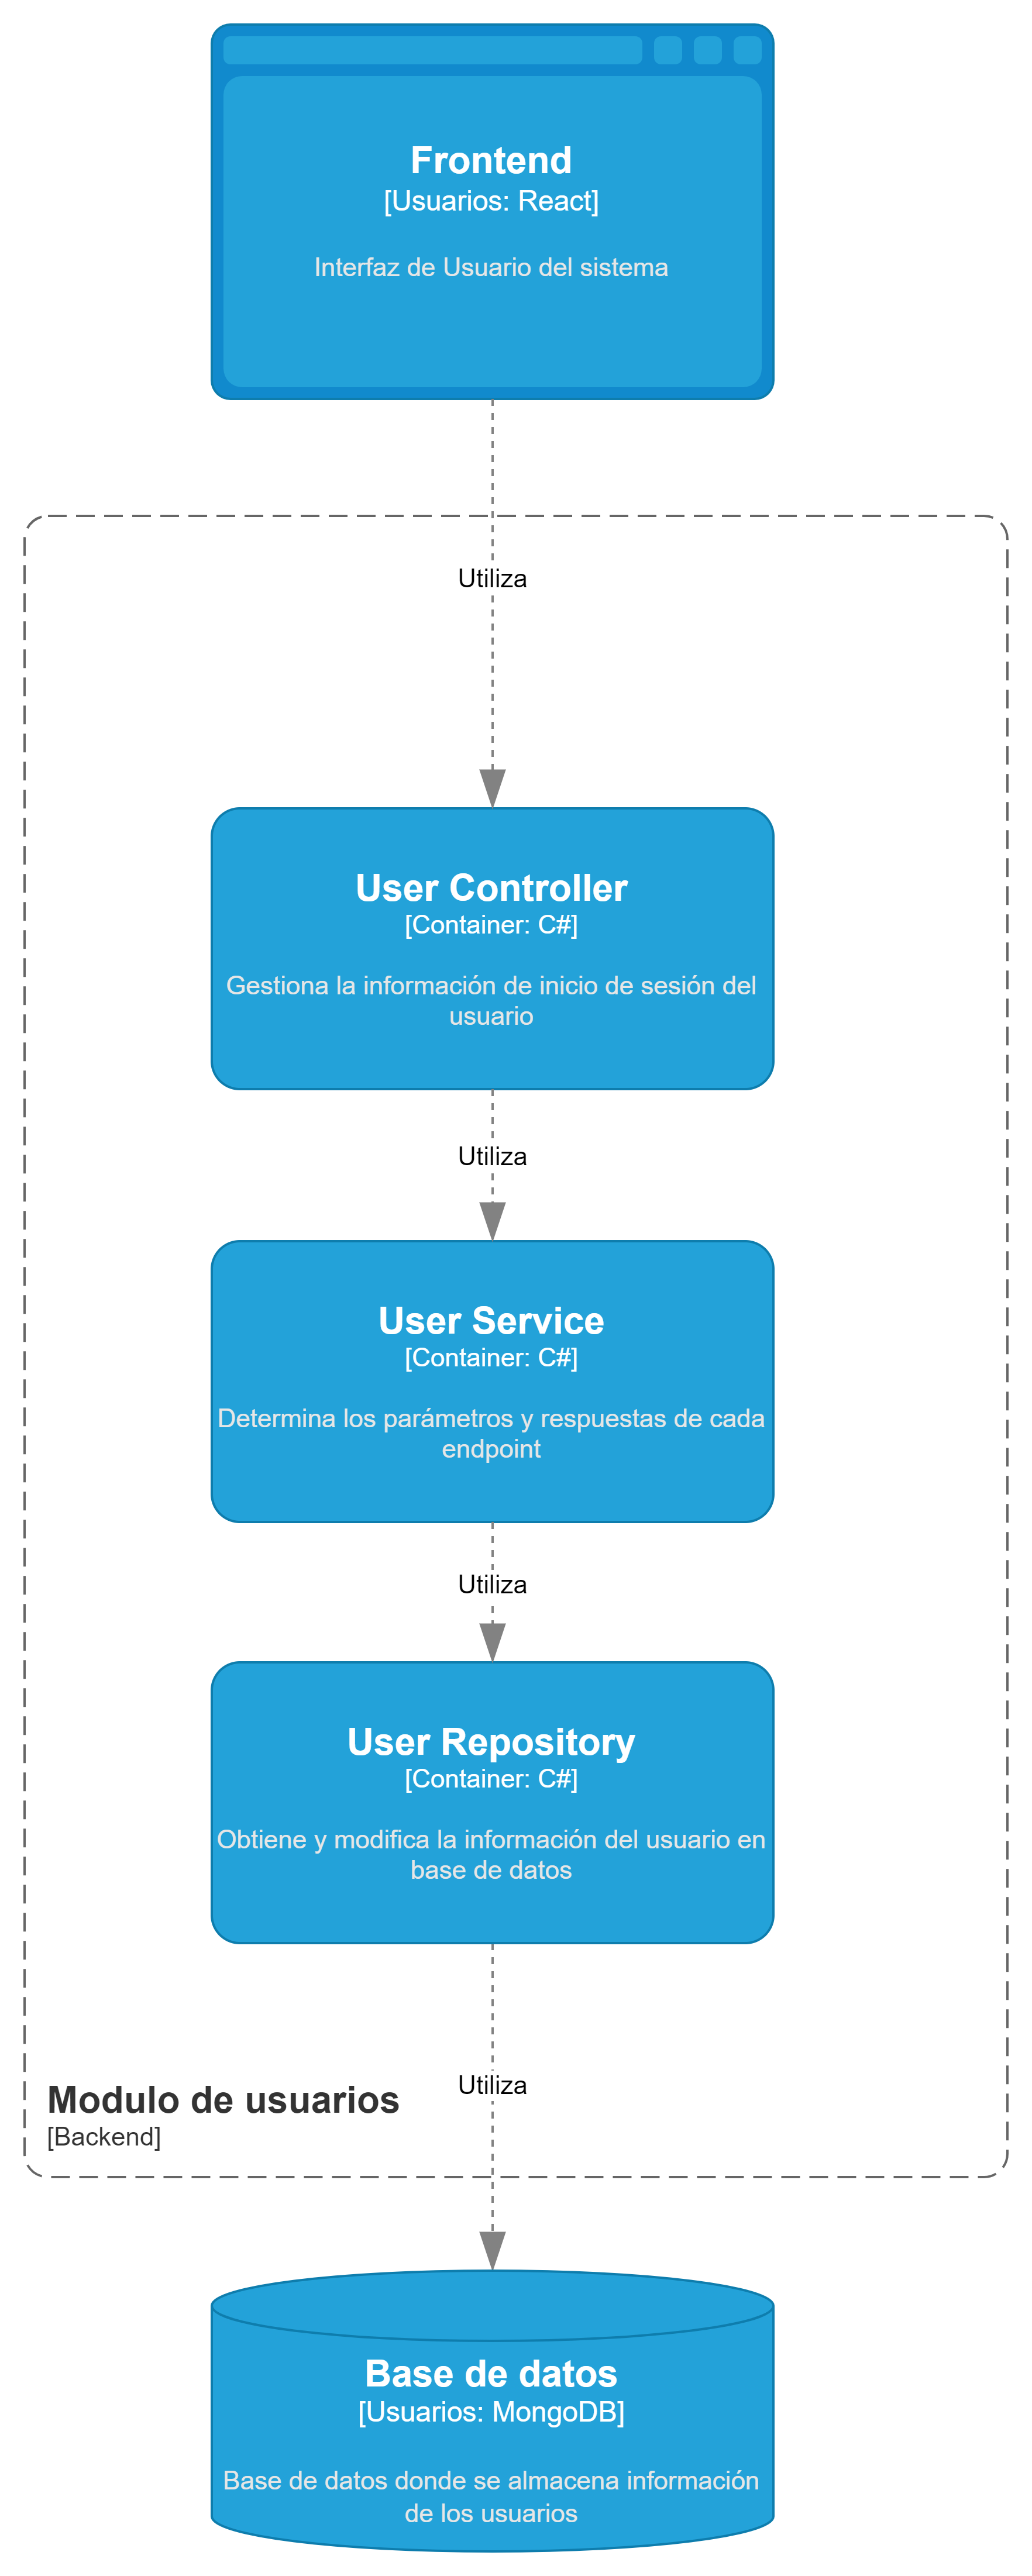 Frontend
[Usuarios: React]
Interfaz de Usuario del sistema
Utiliza
User Controller
[Container: C#]
Gestiona la información de inicio de sesión del
usuario
Utiliza
User Service
[Container: C#]
Determina los parámetros y respuestas de cada
endpoint
Utiliza
User Repository
[Container: C#]
Obtiene y modifica la información del usuario en
base de datos
Utiliza
Modulo de usuarios
[Backend]
Base de datos
[Usuarios: MongoDB]
Base de datos donde se almacena información
de los usuarios